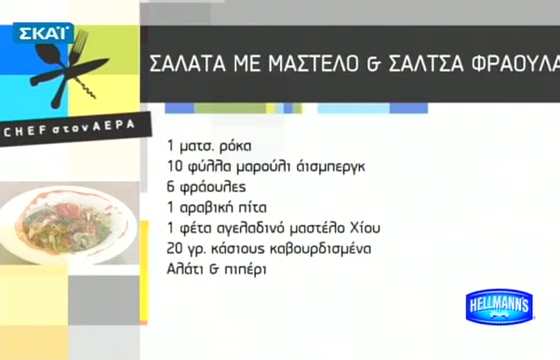 ΣΚΑΪ
ΣΑΛΑΤΑ ΜΕ ΜΑΣΤΕΛΟ & ΣΑΛΤΣΑ ΦΡΑΟΥΛΑ
CHEF στον ΑΕΡΑ
1 ματσ. ρόκα
10 φύλλα μαρούλι άισμπεργκ
6 φράουλες
1 αραβική πίτα
1 φέτα αγελαδινό μαστέλο Χίου
20 γρ. κάσιους καβουρδισμένα
Αλάτι & πιπέρι
HELLMANN'S